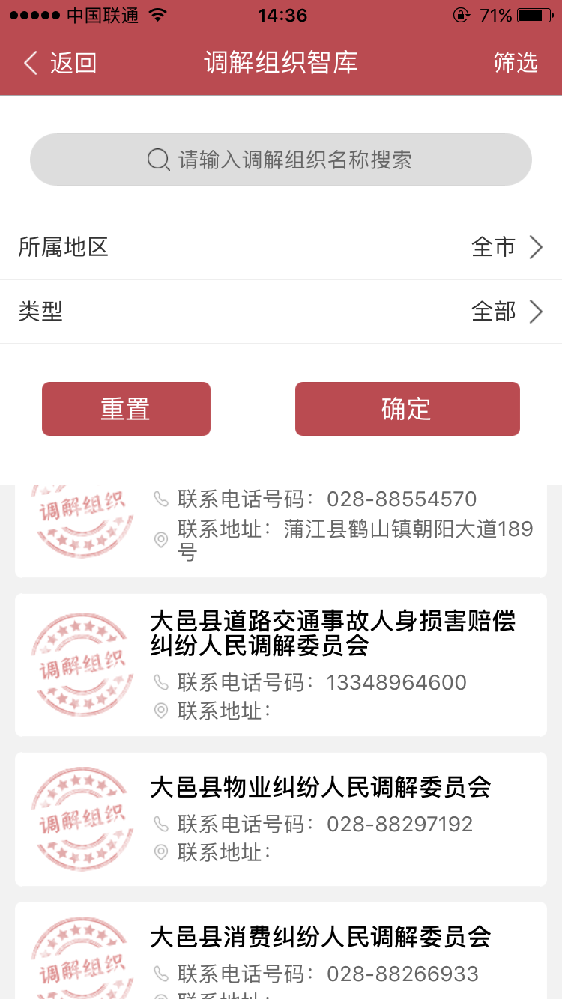 中国联通
14:36
71%
返回
调解组织智库
筛选
请输入调解组织名称搜索
所属地区
全市
类型
全部
重置
确定
调解组织
联系电话号码：028-88554570
联系地址：蒲江县鹤山镇朝阳大道189
号
调解组织
大邑县道路交通事故人身损害赔偿
纠纷人民调解委员会
联系电话号码：13348964600
联系地址：
调解组织
大邑县物业纠纷人民调解委员会
联系电话号码：028-88297192
联系地址：
调解组织
大邑县消费纠纷人民调解委员会
联系电话号码：028-88266933
联系地址：